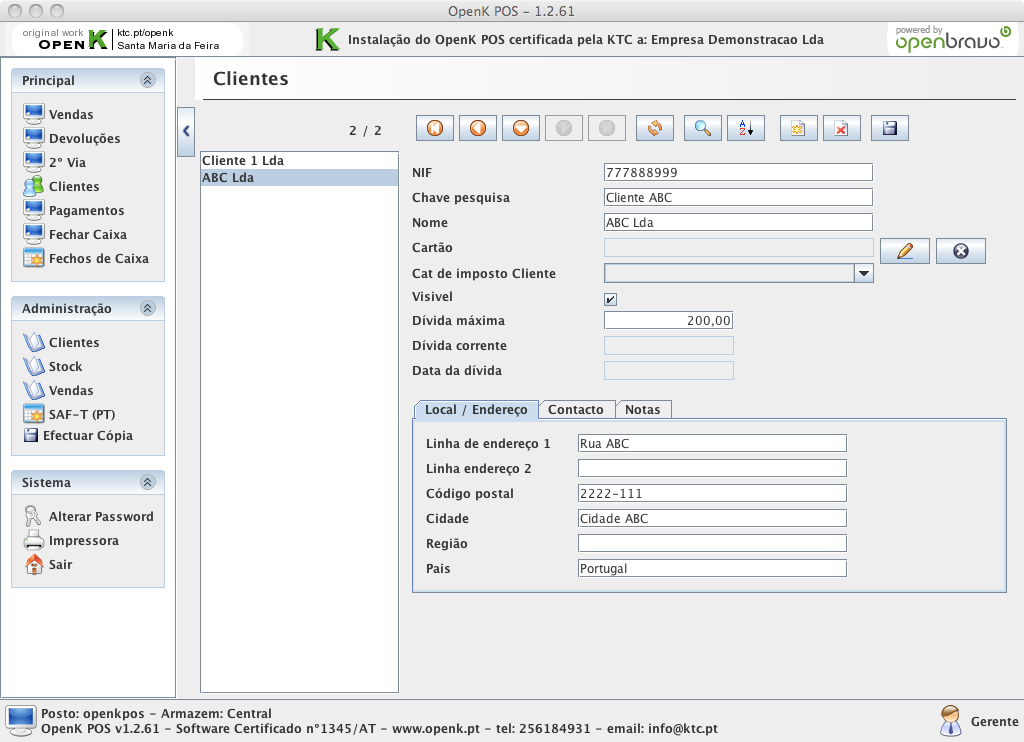 OpenK POS - 1.2.61
original work
OPEN K
ktc.pt/openk
Santa Maria da Feira
Instalação do OpenK POS certificada pela KTC a: Empresa Demonstracao Lda
powered by
openbravo
Principal
Vendas
Devoluções
2º Via
Clientes
Pagamentos
Fechar Caixa
Fechos de Caixa
Administração
Clientes
Stock
Vendas
SAF-T (PT)
Efectuar Cópia
Sistema
Alterar Password
Impressora
Sair
Clientes
2 / 2
Cliente 1 Lda
ABC Lda
NIF 777888999
Chave pesquisa Cliente ABC
Nome ABC Lda
Cartão
Cat de imposto Cliente
Visivel
Dívida máxima 200,00
Dívida corrente
Data da dívida
Local / Endereço Contacto Notas
Linha de endereço 1 Rua ABC
Linha endereço 2
Código postal 2222-111
Cidade Cidade ABC
Região
Pais Portugal
Posto: openkpos - Armazem: Central
OpenK POS v1.2.61 - Software Certificado nº1345/AT - www.openk.pt - tel: 256184931 - email: info@ktc.pt
Gerente